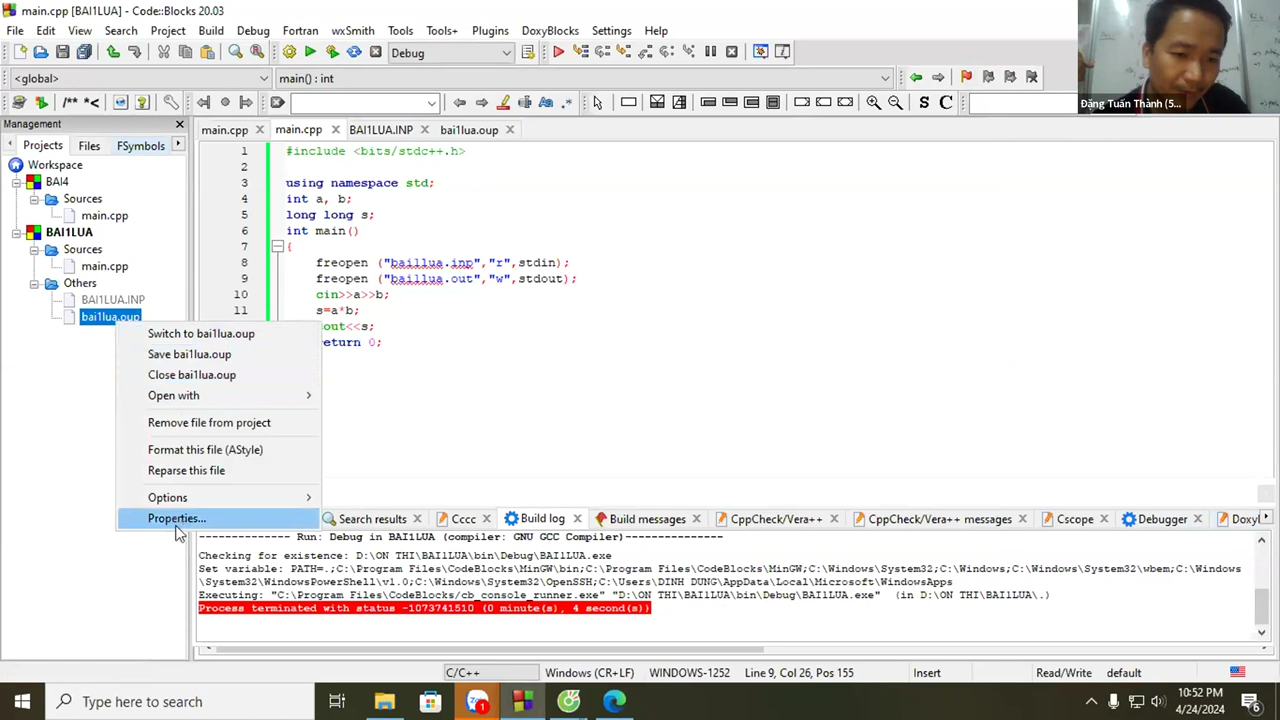 main.cpp [BAI1LUA] - Code::Blocks 20.03
File Edit View Search Project Build Debug Fortran wxSmith Tools Tools+ Plugins DoxyBlocks Settings Help
Debug
<global> main() : int
/** *<
S C
Đặng Tuấn Thành (5...
Management
Projects Files FSymbols
main.cpp main.cpp BAI1LUA.INP bai1lua.oup
Workspace
BAI4
Sources
main.cpp
BAI1LUA
Sources
main.cpp
Others
BAI1LUA.INP
bai1lua.oup
1 #include <bits/stdc++.h>
2
3 using namespace std;
4 int a, b;
5 long long s;
6 int main()
7 {
8 freopen ("bai1lua.inp","r",stdin);
9 freopen ("bai1lua.out","w",stdout);
10 cin>>a>>b;
11 s=a*b;
out<<s;
return 0;
Switch to bai1lua.oup
Save bai1lua.oup
Close bai1lua.oup
Open with
Remove file from project
Format this file (AStyle)
Reparse this file
Options
Properties...
Search results Cccc Build log Build messages CppCheck/Vera++ CppCheck/Vera++ messages Cscope Debugger Doxyl
-------------- Run: Debug in BAI1LUA (compiler: GNU GCC Compiler)---------------
Checking for existence: D:\ON THI\BAI1LUA\bin\Debug\BAI1LUA.exe
Set variable: PATH=.;C:\Program Files\CodeBlocks\MinGW\bin;C:\Program Files\CodeBlocks\MinGW;C:\Windows\System32;C:\Windows;C:\Windows\System32\wbem;C:\Windows
\System32\WindowsPowerShell\v1.0;C:\Windows\System32\OpenSSH;C:\Users\DINH DUNG\AppData\Local\Microsoft\WindowsApps
Executing: "C:\Program Files\CodeBlocks/cb_console_runner.exe" "D:\ON THI\BAI1LUA\bin\Debug\BAI1LUA.exe" (in D:\ON THI\BAI1LUA\.)
Process terminated with status -1073741510 (0 minute(s), 4 second(s))
C/C++ Windows (CR+LF) WINDOWS-1252 Line 9, Col 26, Pos 155 Insert Read/Write default
Type here to search
1
10:52 PM
4/24/2024
6